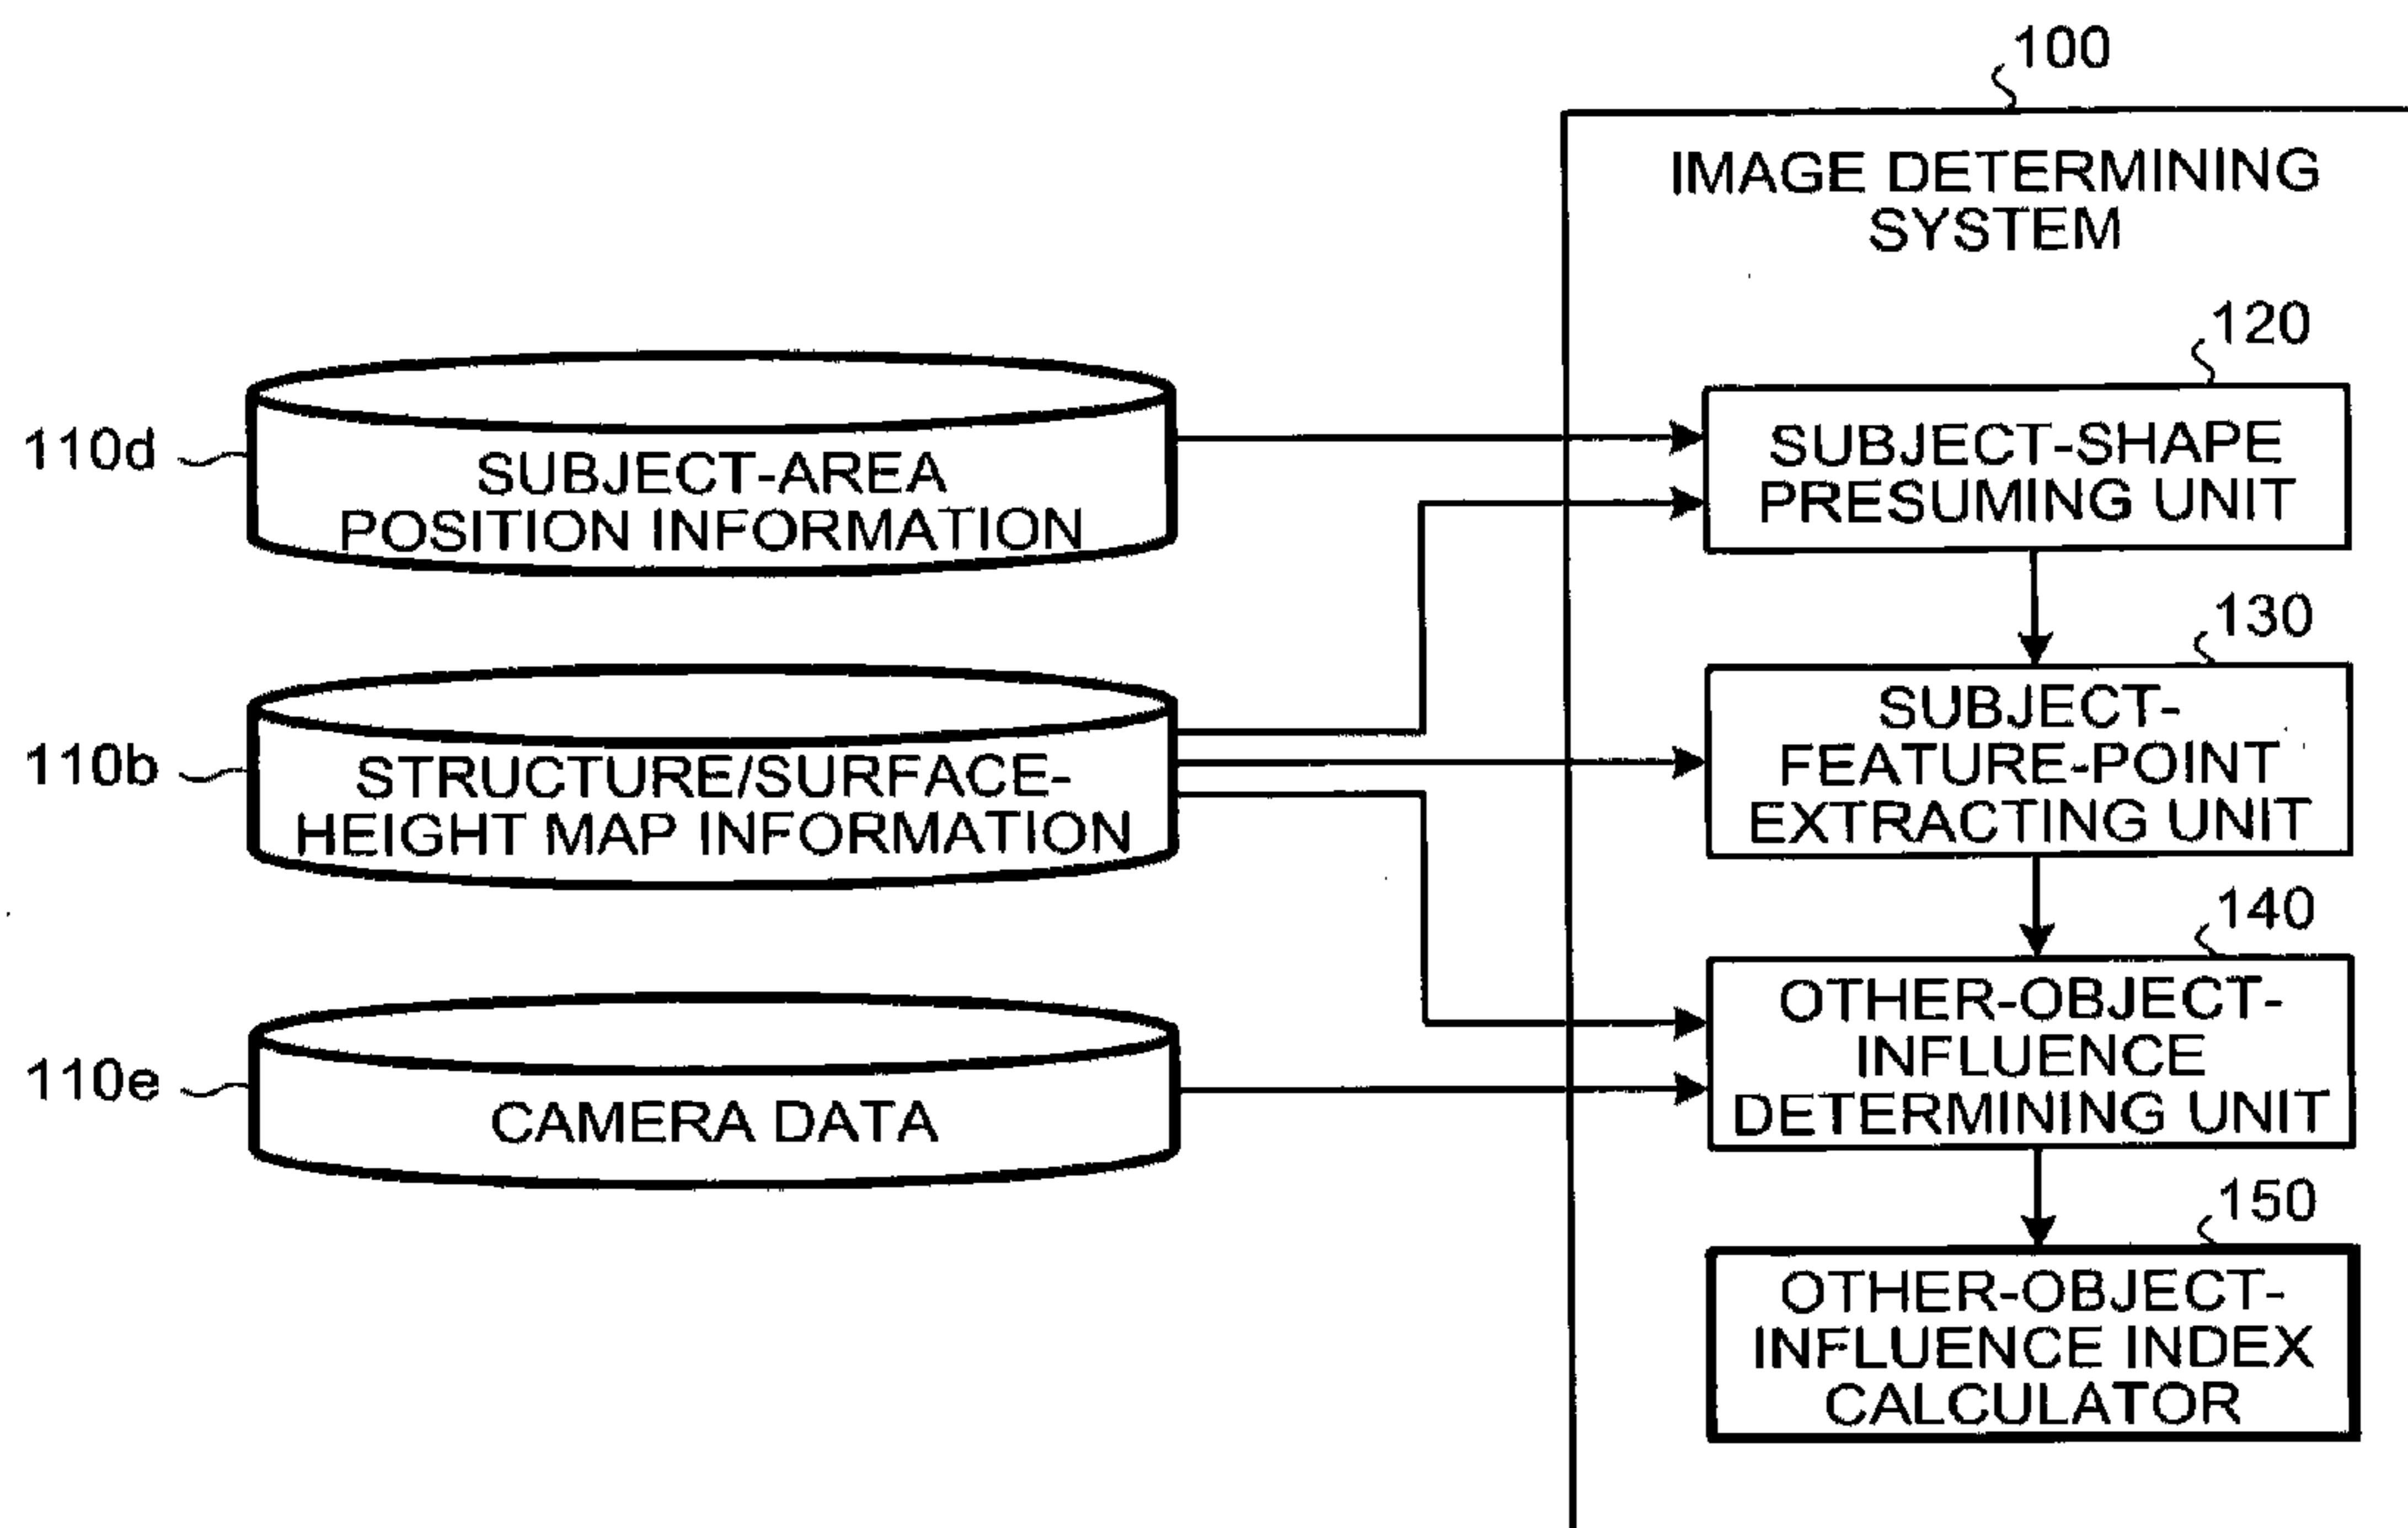 100
IMAGE DETERMINING
SYSTEM
120
110d
SUBJECT-AREA
POSITION INFORMATION
SUBJECT-SHAPE
PRESUMING UNIT
130
110b
STRUCTURE/SURFACE-
HEIGHT MAP INFORMATION
SUBJECT-
FEATURE-POINT
EXTRACTING UNIT
140
110e
CAMERA DATA
OTHER-OBJECT-
INFLUENCE
DETERMINING UNIT
150
OTHER-OBJECT-
INFLUENCE INDEX
CALCULATOR